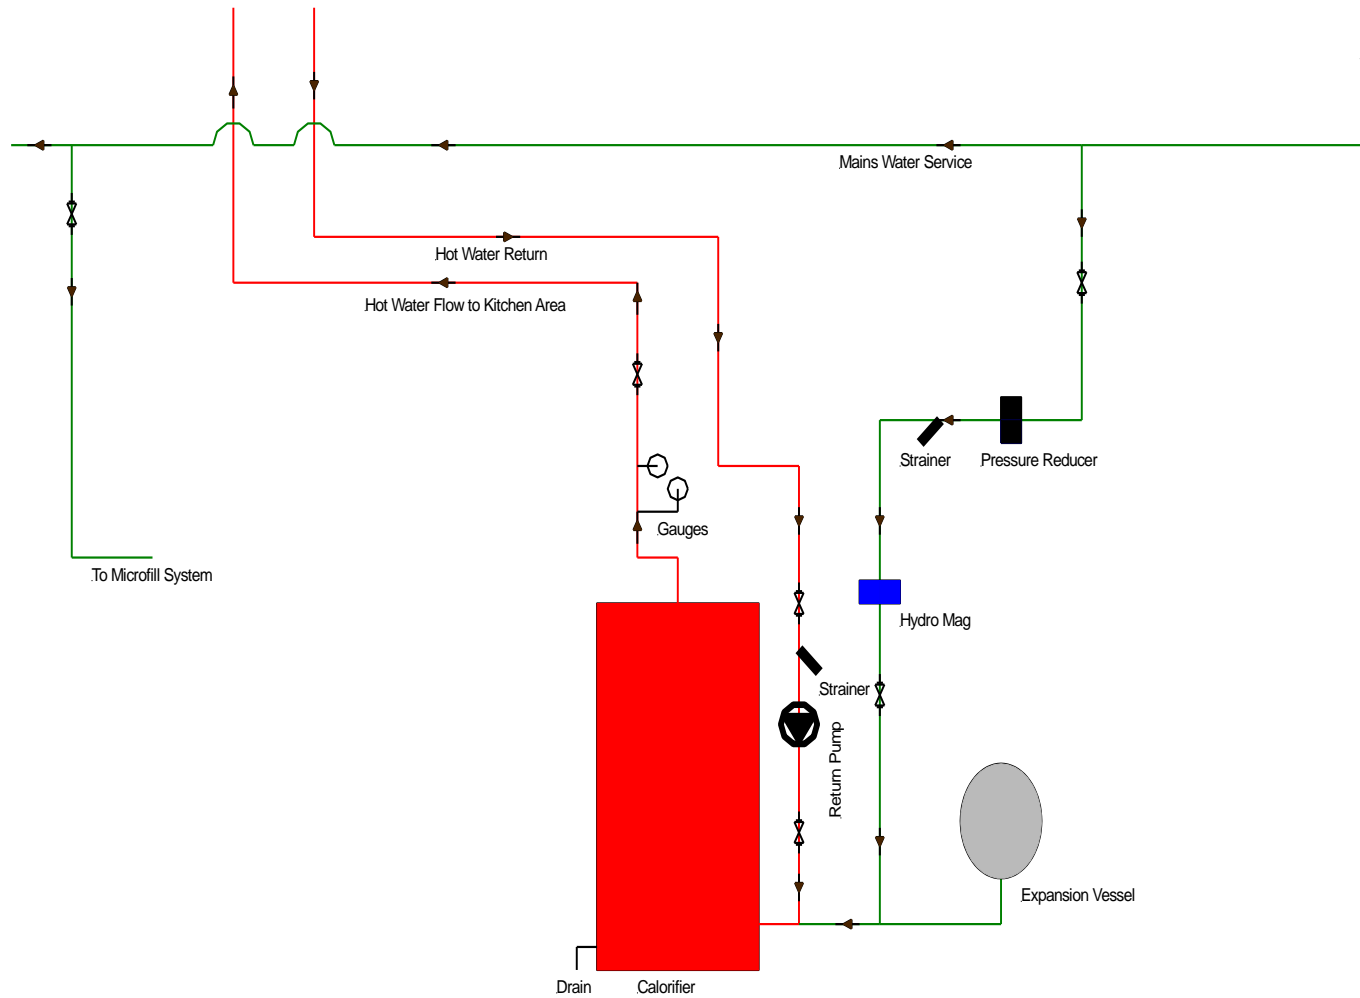 Mains Water Service
Hot Water Return
Hot Water Flow to Kitchen Area
Strainer
Pressure Reducer
Gauges
To Microfill System
Hydro Mag
Strainer
Return Pump
Expansion Vessel
Drain
Calorifier